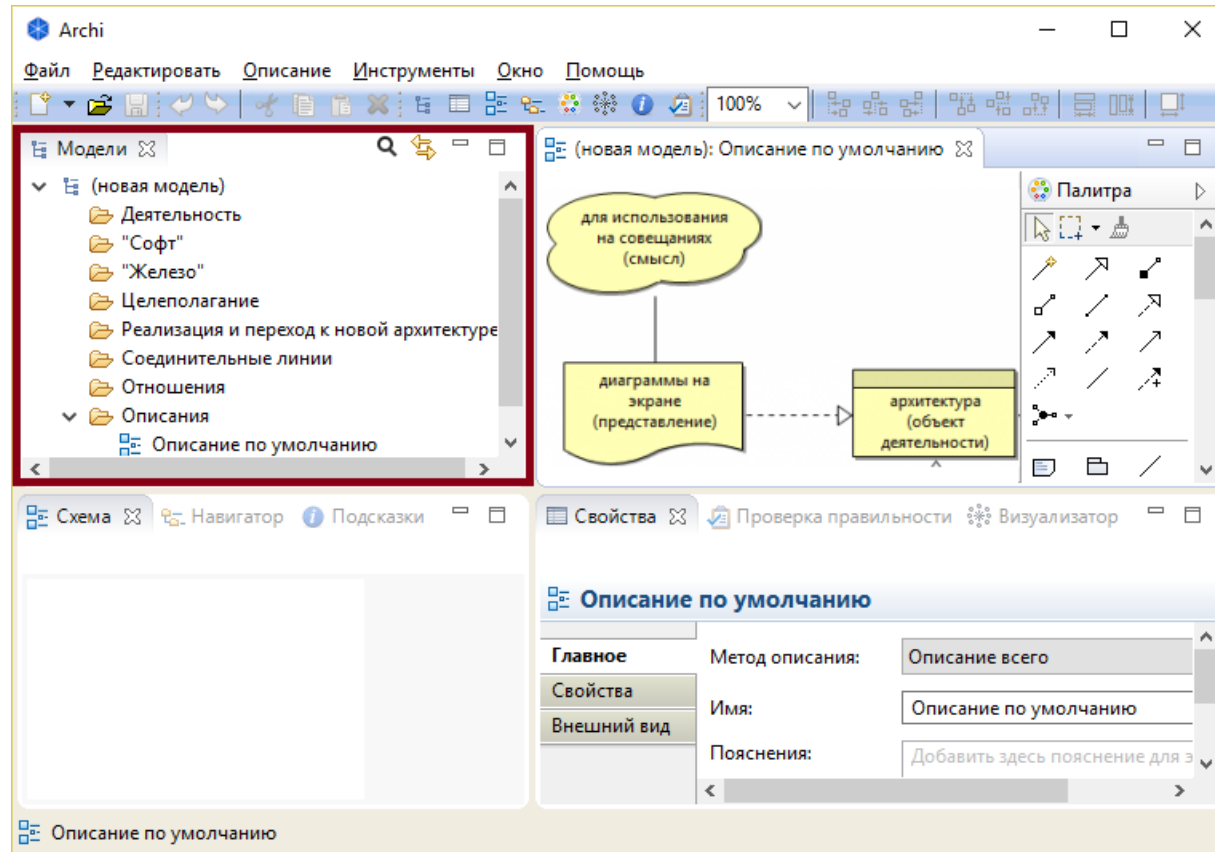 Archi
Файл Редактировать Описание Инструменты Окно Помощь
100%
Модели
(новая модель)
Деятельность
"Софт"
"Железо"
Целеполагание
Реализация и переход к новой архитектуре
Соединительные линии
Отношения
Описания
Описание по умолчанию
(новая модель): Описание по умолчанию
для использования
на совещаниях
(смысл)
диаграммы на
экране
(представление)
архитектура
(объект
деятельности)
Палитра
Схема Навигатор Подсказки
Свойства Проверка правильности Визуализатор
Описание по умолчанию
Главное
Свойства
Внешний вид
Метод описания: Описание всего
Имя: Описание по умолчанию
Пояснения: Добавить здесь пояснение для э
Описание по умолчанию